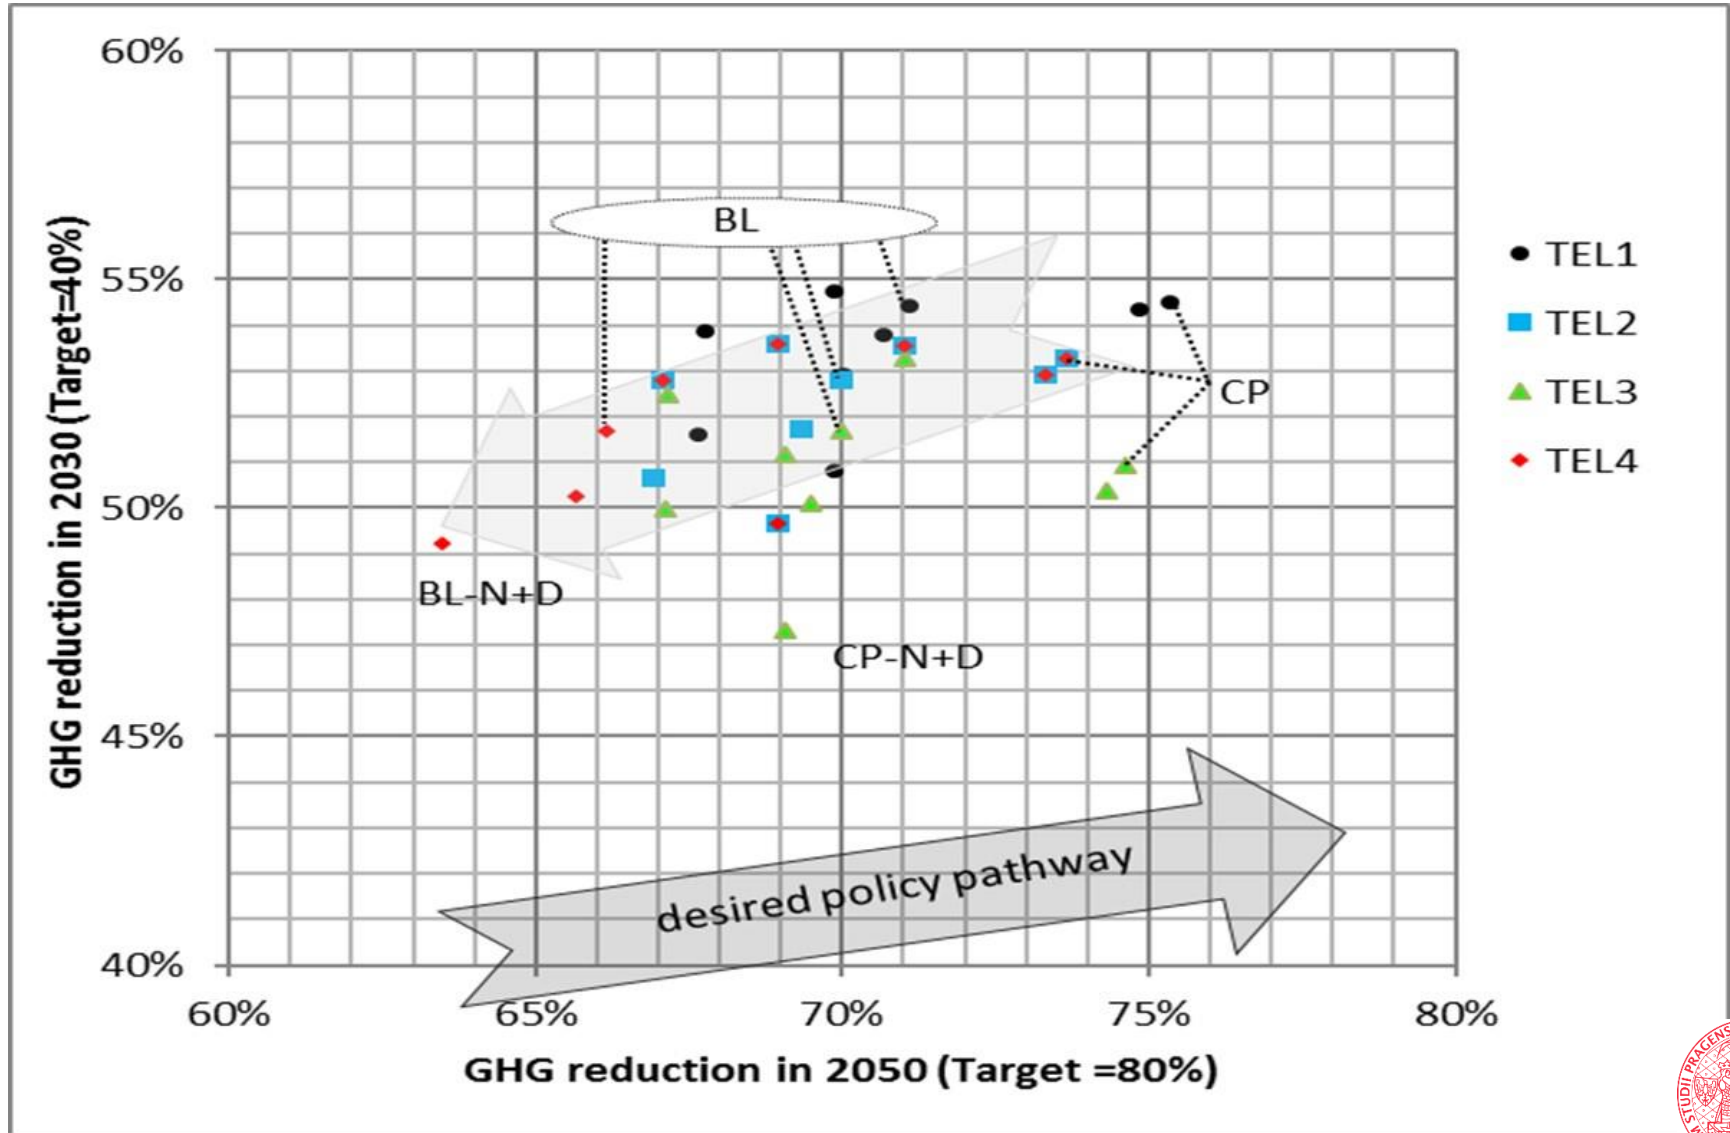 60%
55%
50%
45%
40%
GHG reduction in 2030 (Target=40%)
BL
CP
BL-N+D
CP-N+D
desired policy pathway
TEL1
TEL2
TEL3
TEL4
60%
65%
70%
75%
80%
GHG reduction in 2050 (Target =80%)